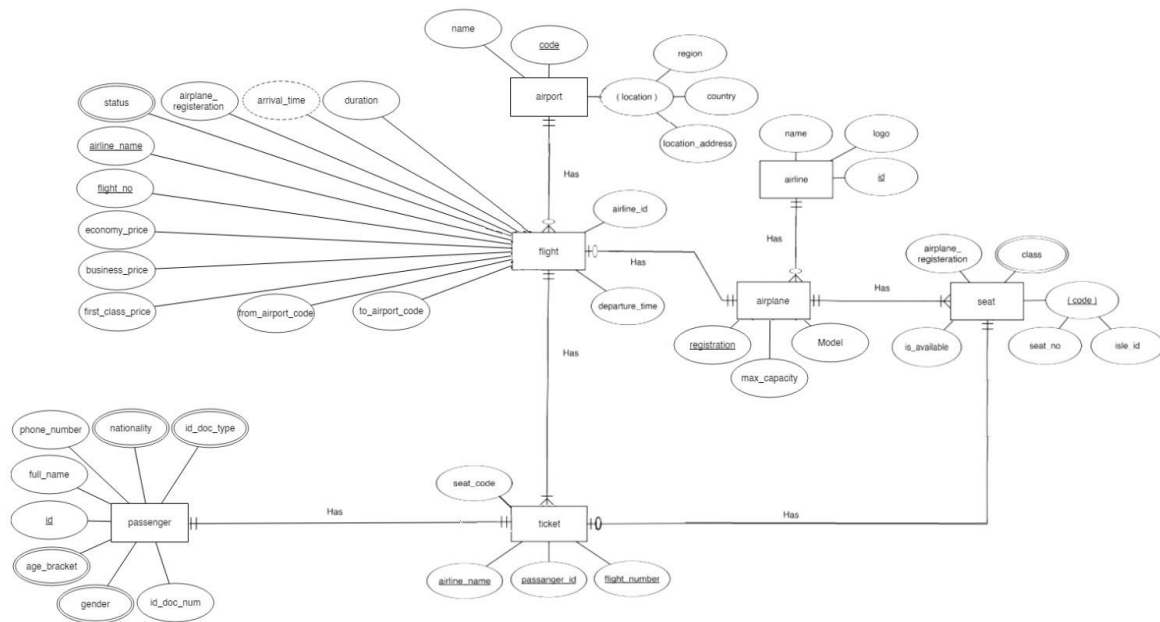 name
code
region
( location )
country
location_address
airport
status
airplane_
registeration
arrival_time
duration
name
logo
id
airline
Has
airline_name
flight_no
economy_price
business_price
first_class_price
from_airport_code
to_airport_code
airline_id
flight
departure_time
Has
Has
airplane_
registeration
class
airplane
Has
seat
( code )
registration
max_capacity
Model
is_available
seat_no
isle_id
Has
phone_number
nationality
id_doc_type
full_name
id
passenger
age_bracket
gender
id_doc_num
Has
seat_code
ticket
Has
airline_name
passanger_id
flight_number